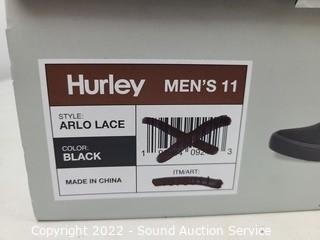 Hurley MEN'S 11
STYLE:
ARLO LACE
COLOR:
BLACK
MADE IN CHINA
ITM/ART:
Copyright 2022 - Sound Auction Service